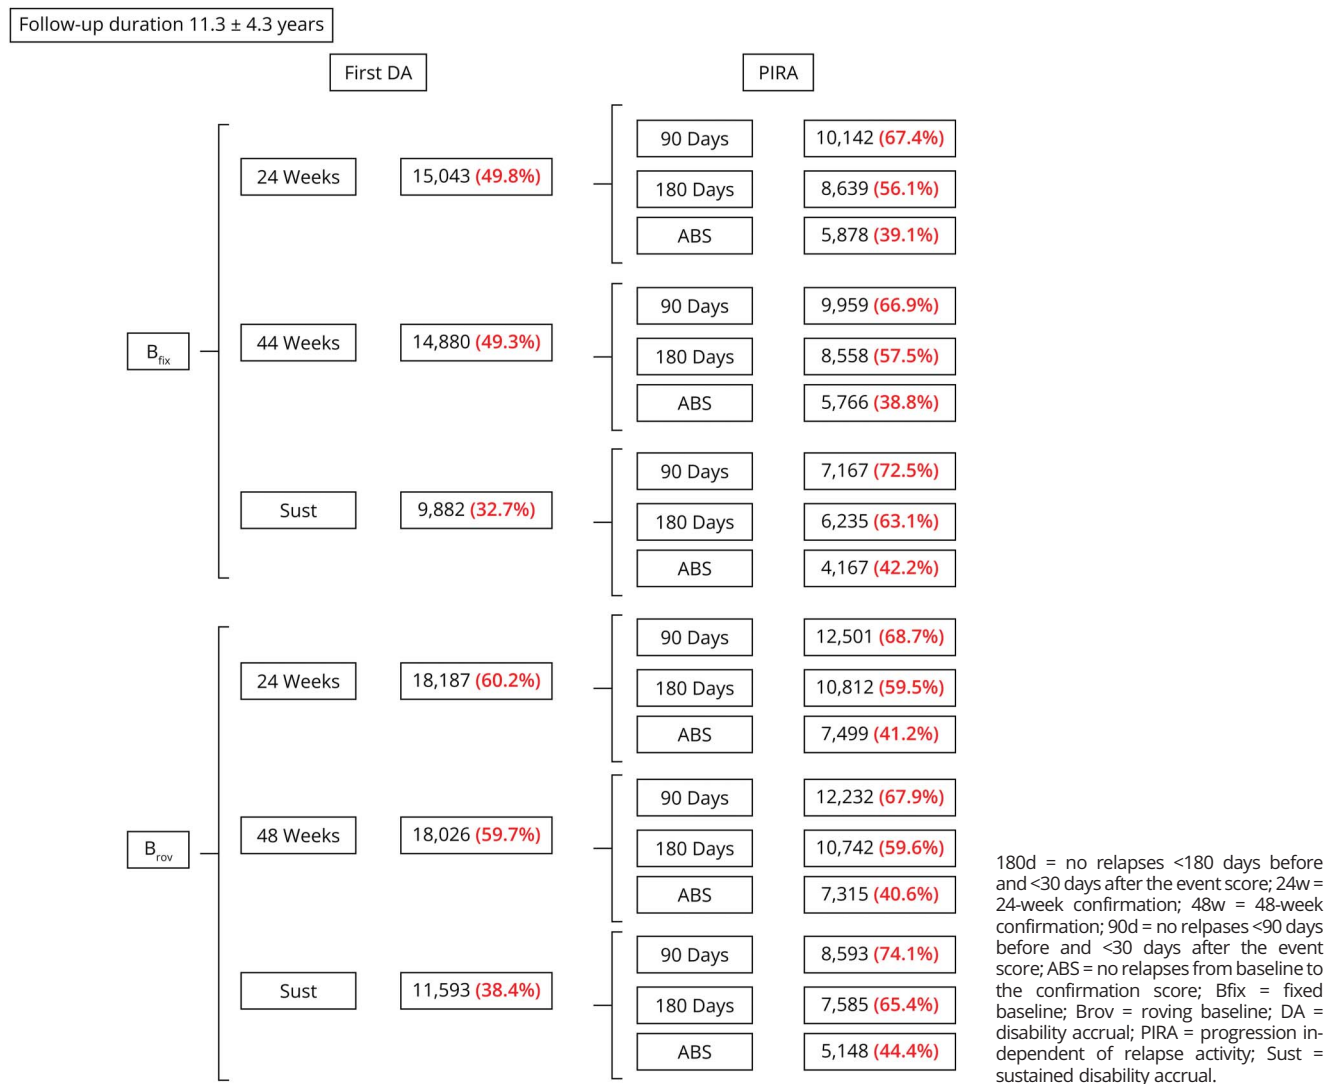 Follow-up duration 11.3 ± 4.3 years
First DA
PIRA
B fix
24 Weeks
15,043 (49.8%)
90 Days
10,142 (67.4%)
180 Days
8,639 (56.1%)
ABS
5,878 (39.1%)
44 Weeks
14,880 (49.3%)
90 Days
9,959 (66.9%)
180 Days
8,558 (57.5%)
ABS
5,766 (38.8%)
Sust
9,882 (32.7%)
90 Days
7,167 (72.5%)
180 Days
6,235 (63.1%)
ABS
4,167 (42.2%)
B rov
24 Weeks
18,187 (60.2%)
90 Days
12,501 (68.7%)
180 Days
10,812 (59.5%)
ABS
7,499 (41.2%)
48 Weeks
18,026 (59.7%)
90 Days
12,232 (67.9%)
180 Days
10,742 (59.6%)
ABS
7,315 (40.6%)
Sust
11,593 (38.4%)
90 Days
8,593 (74.1%)
180 Days
7,585 (65.4%)
ABS
5,148 (44.4%)
180d = no relapses <180 days before
and <30 days after the event score; 24w =
24-week confirmation; 48w = 48-week
confirmation; 90d = no relpases <90 days
before and <30 days after the event
score; ABS = no relapses from baseline to
the confirmation score; Bfix = fixed
baseline; Brov = roving baseline; DA =
disability accrual; PIRA = progression in-
dependent of relapse activity; Sust =
sustained disability accrual.